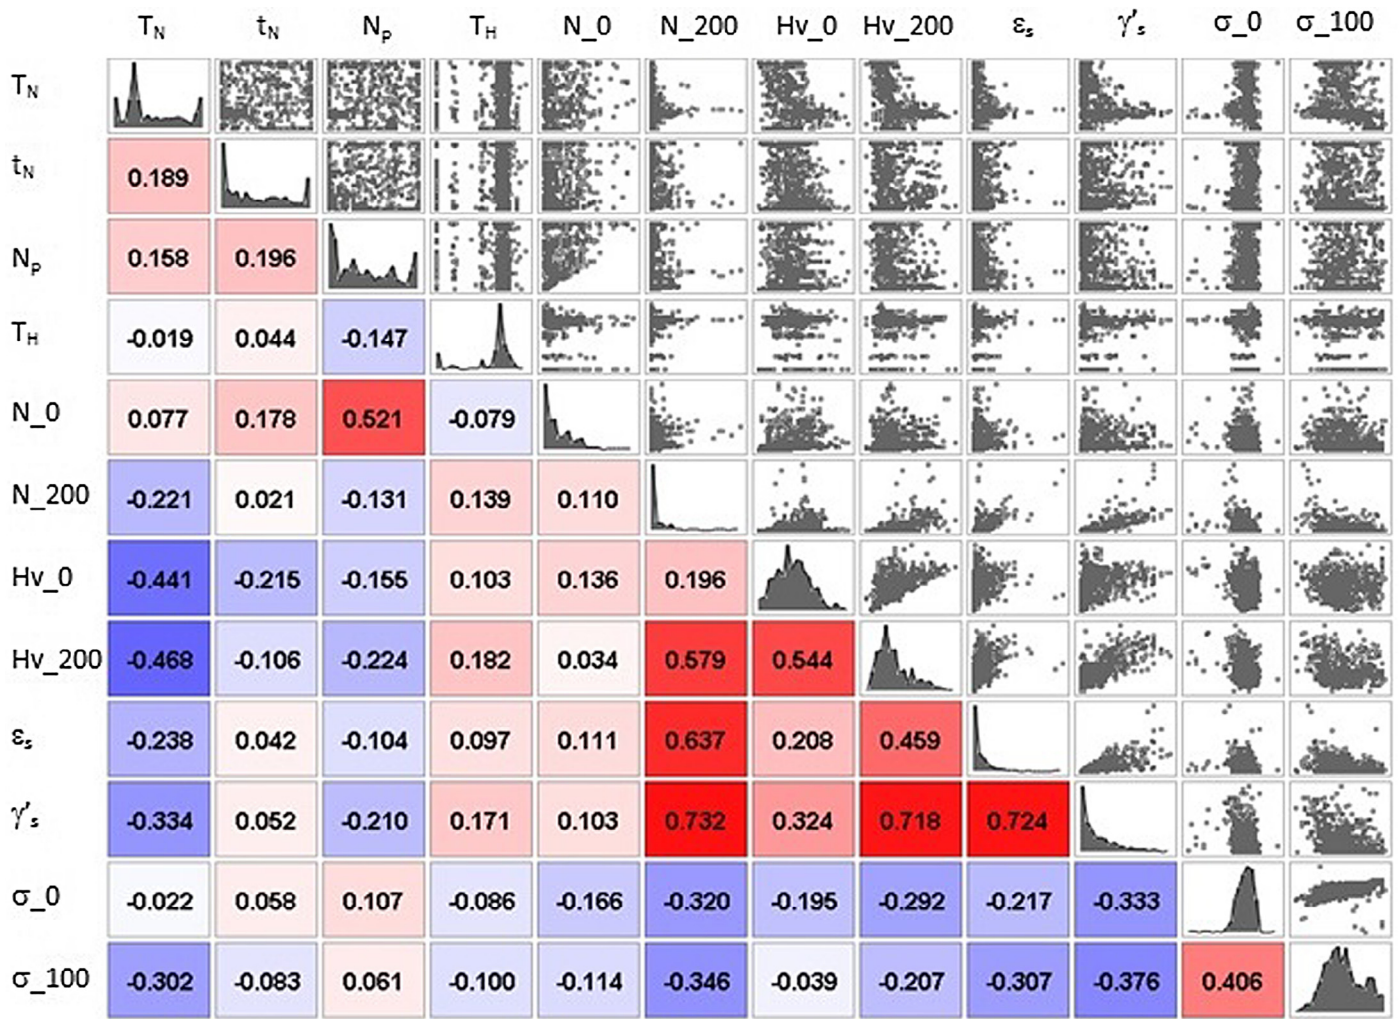 T_N t_N N_p T_H N_0 N_200 Hv_0 Hv_200 ε_s γ'_s σ_0 σ_100
T_N
t_N 0.189
N_p 0.158 0.196
T_H -0.019 0.044 -0.147
N_0 0.077 0.178 0.521 -0.079
N_200 -0.221 0.021 -0.131 0.139 0.110
Hv_0 -0.441 -0.215 -0.155 0.103 0.136 0.196
Hv_200 -0.468 -0.106 -0.224 0.182 0.034 0.579 0.544
ε_s -0.238 0.042 -0.104 0.097 0.111 0.637 0.208 0.459
γ'_s -0.334 0.052 -0.210 0.171 0.103 0.732 0.324 0.718 0.724
σ_0 -0.022 0.058 0.107 -0.086 -0.166 -0.320 -0.195 -0.292 -0.217 -0.333
σ_100 -0.302 -0.083 0.061 -0.100 -0.114 -0.346 -0.039 -0.207 -0.307 -0.376 0.406